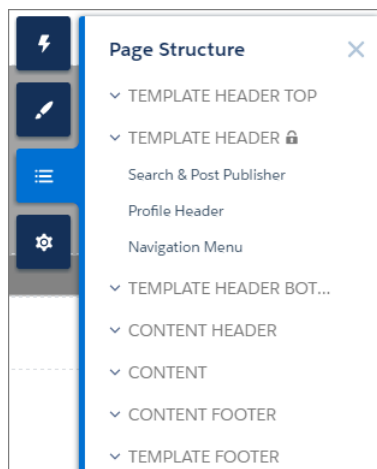 Page Structure
TEMPLATE HEADER TOP
TEMPLATE HEADER
Search & Post Publisher
Profile Header
Navigation Menu
TEMPLATE HEADER BOT...
CONTENT HEADER
CONTENT
CONTENT FOOTER
TEMPLATE FOOTER